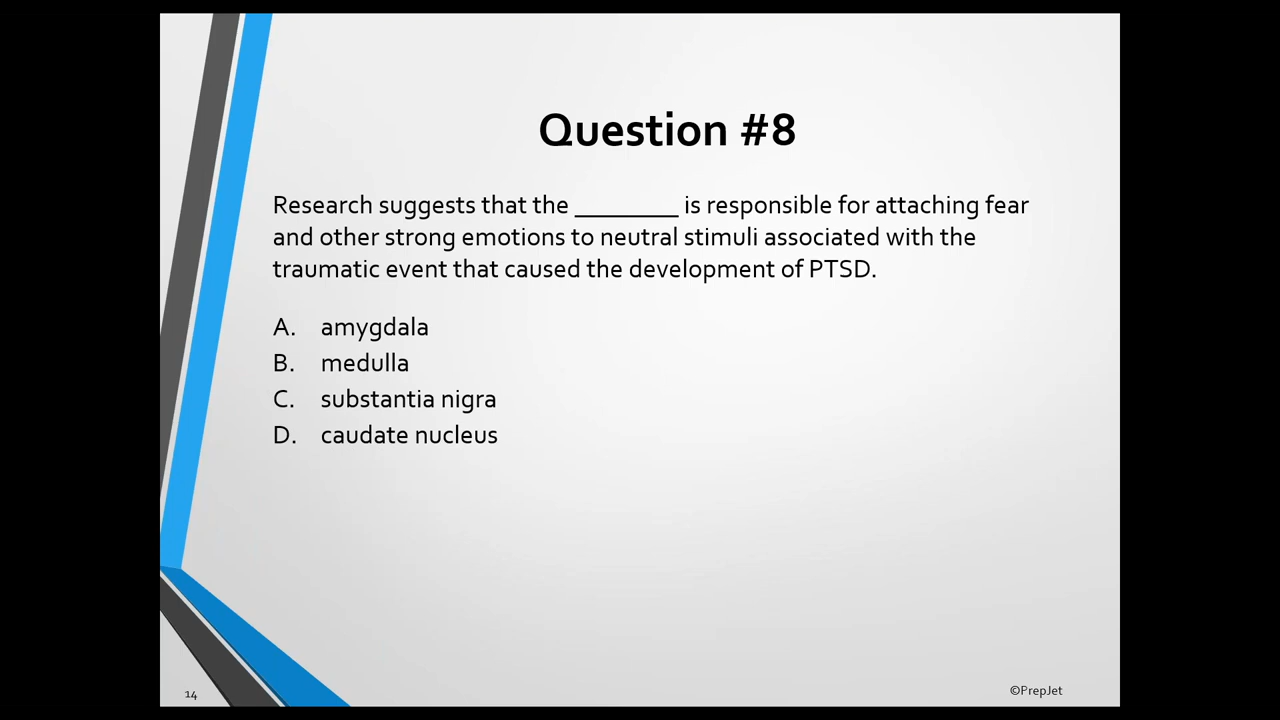 Question #8
Research suggests that the ________ is responsible for attaching fear
and other strong emotions to neutral stimuli associated with the
traumatic event that caused the development of PTSD.
A. amygdala
B. medulla
C. substantia nigra
D. caudate nucleus
14
©PrepJet